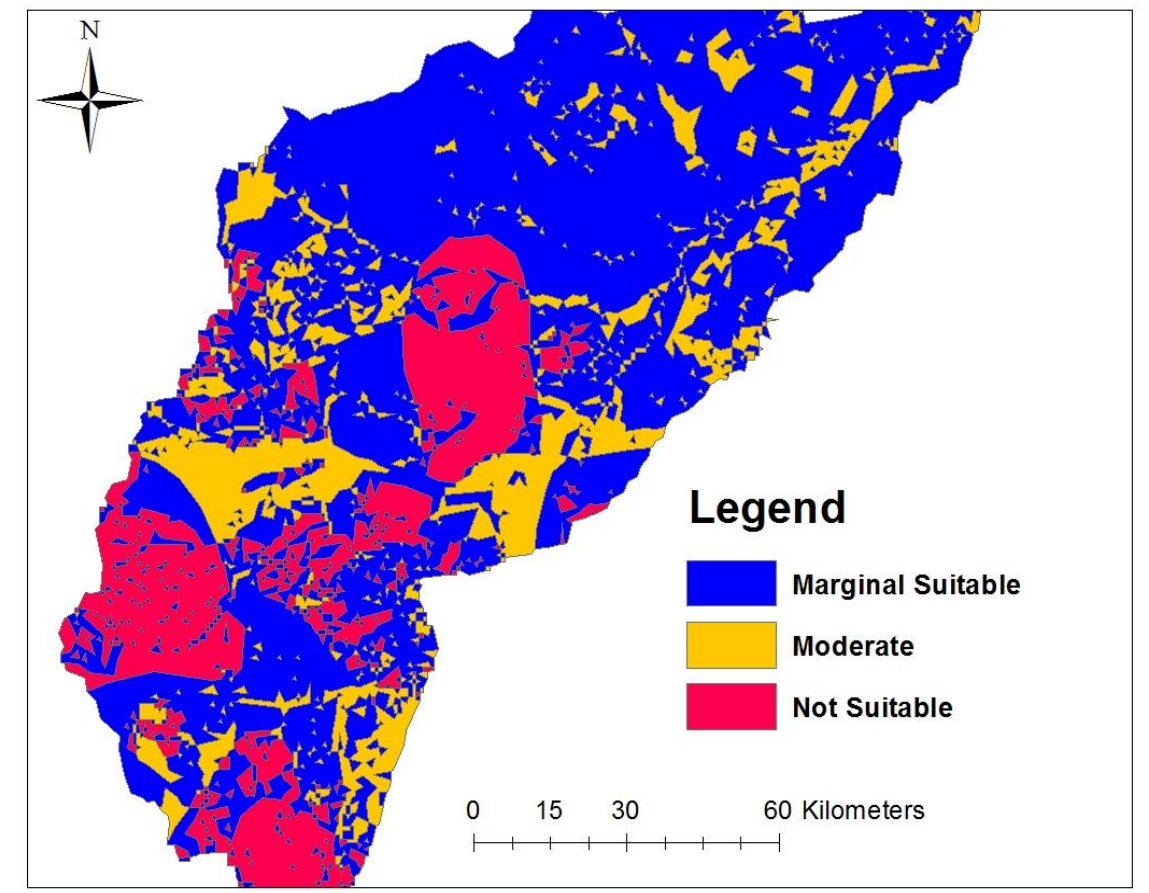 N
Legend
Marginal Suitable
Moderate
Not Suitable
0 15 30 60 Kilometers